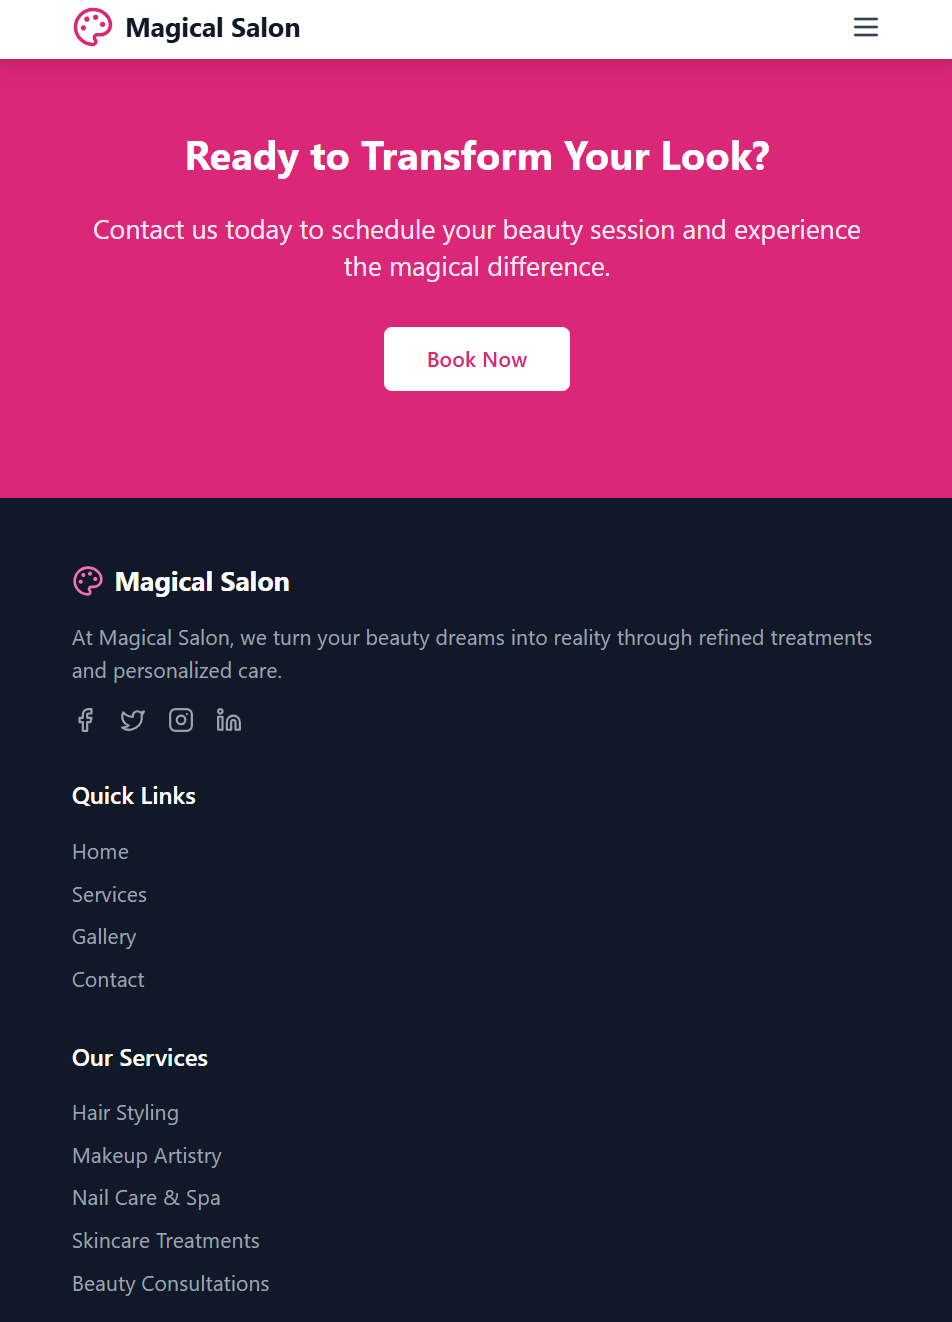 Magical Salon
Ready to Transform Your Look?
Contact us today to schedule your beauty session and experience
the magical difference.
Book Now
Magical Salon
At Magical Salon, we turn your beauty dreams into reality through refined treatments
and personalized care.
Quick Links
Home
Services
Gallery
Contact
Our Services
Hair Styling
Makeup Artistry
Nail Care & Spa
Skincare Treatments
Beauty Consultations